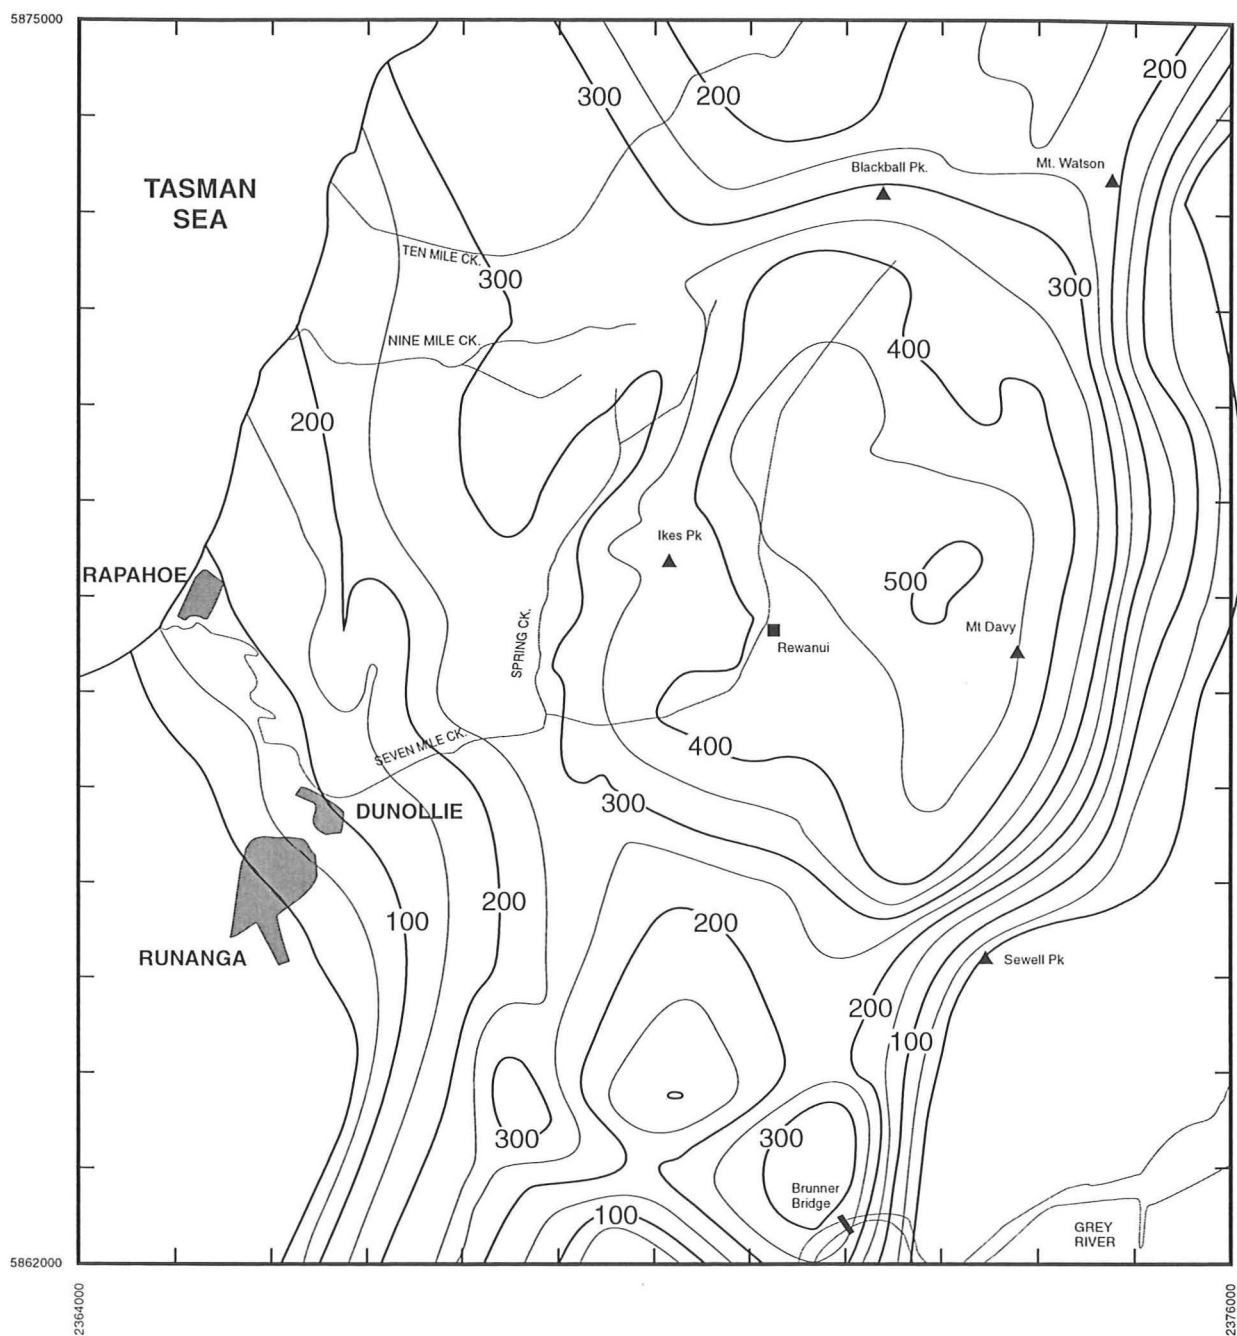 5875000
200
300
200
Blackball Pk.
Mt. Watson
TASMAN
SEA
TEN MILE CK.
300
300
NINE MILE CK.
400
200
Ikes Pk
RAPAHOE
500
SPRING CK.
Mt Davy
Rewanui
SEVEN MILE CK.
400
300
DUNOLLIE
200
100
200
RUNANGA
Sewell Pk
200
100
300
300
Brunner
Bridge
100
GREY
RIVER
5862000
2364000
2376000